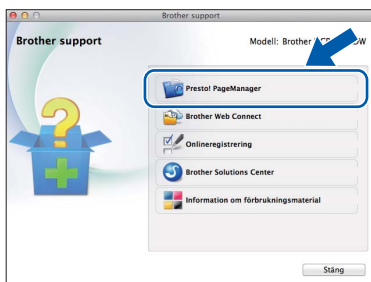 Brother support
Brother support
Modell: Brother
Presto! PageManager
Brother Web Connect
Onlineregistrering
Brother Solutions Center
Information om förbrukningsmaterial
Stäng